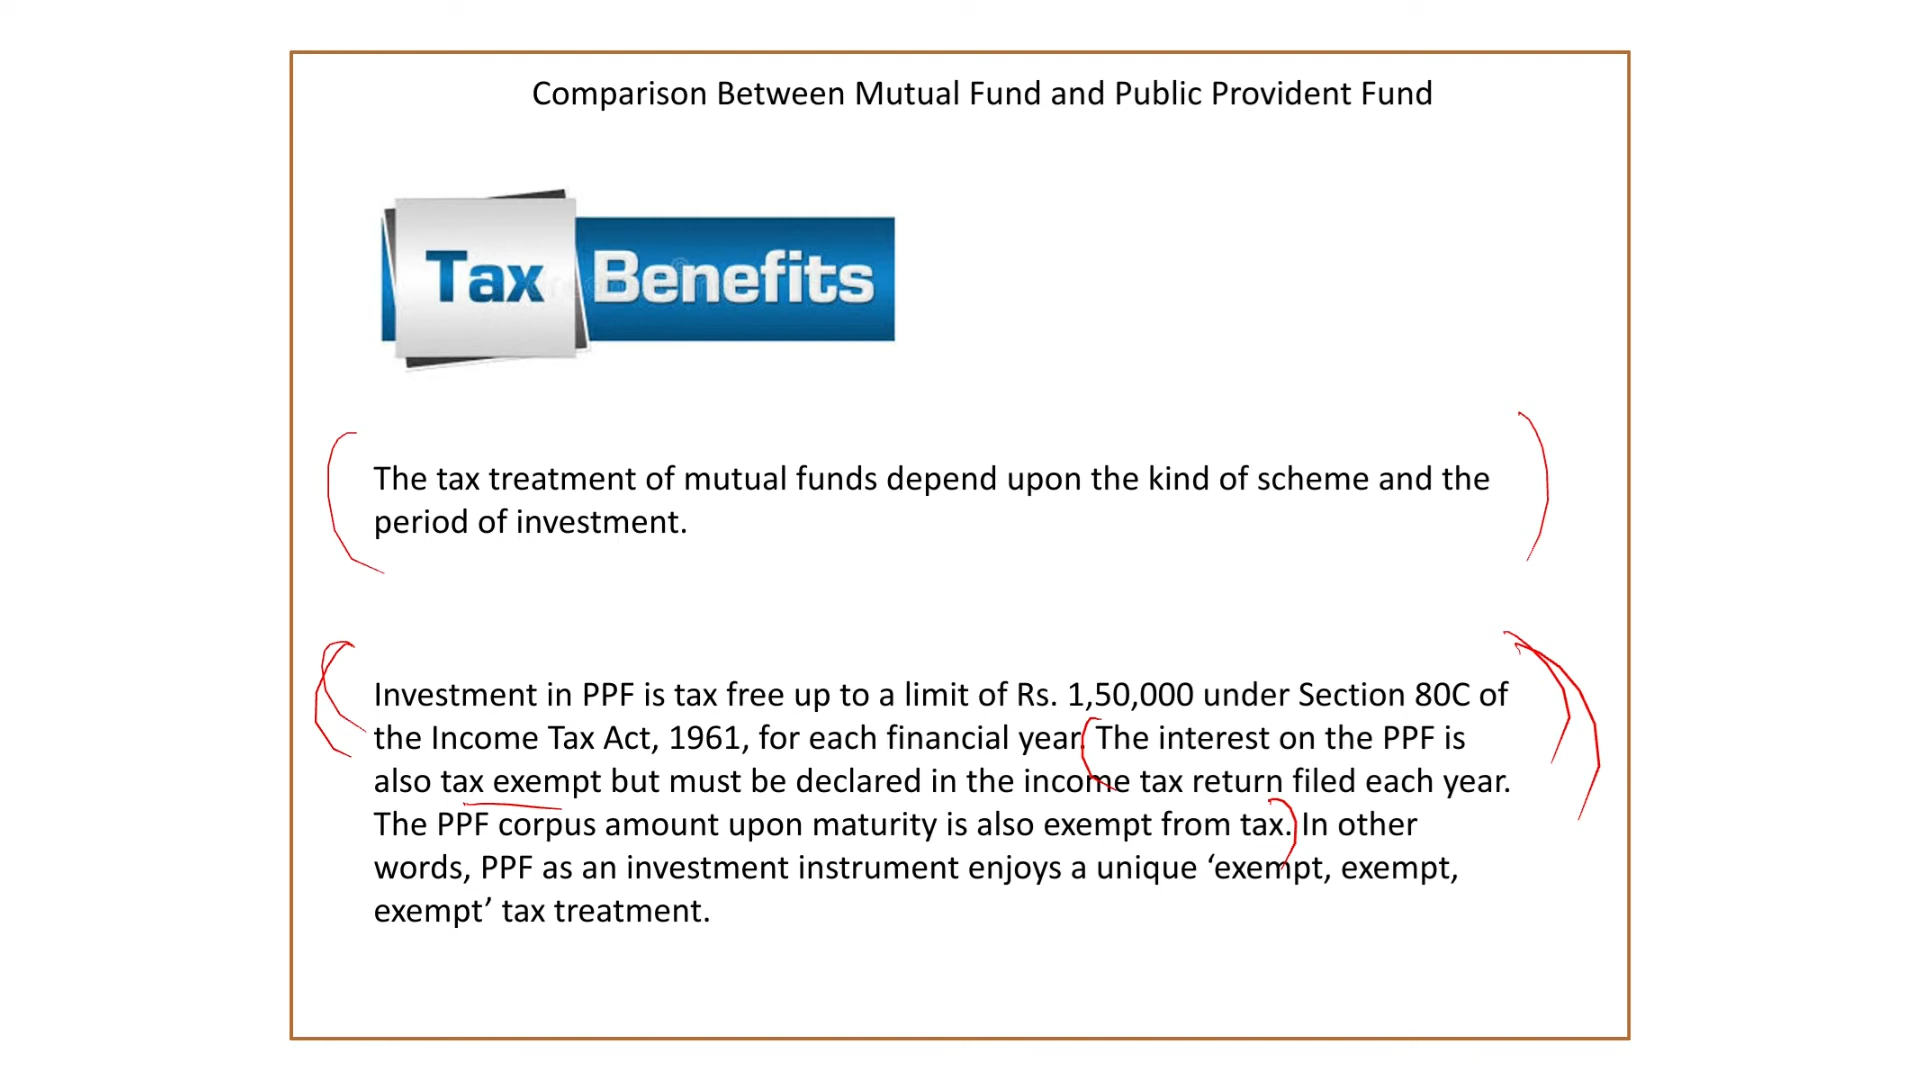 Comparison Between Mutual Fund and Public Provident Fund
Tax Benefits
The tax treatment of mutual funds depend upon the kind of scheme and the
period of investment.
Investment in PPF is tax free up to a limit of Rs. 1,50,000 under Section 80C of
the Income Tax Act, 1961, for each financial year. The interest on the PPF is
also tax exempt but must be declared in the income tax return filed each year.
The PPF corpus amount upon maturity is also exempt from tax. In other
words, PPF as an investment instrument enjoys a unique ‘exempt, exempt,
exempt’ tax treatment.